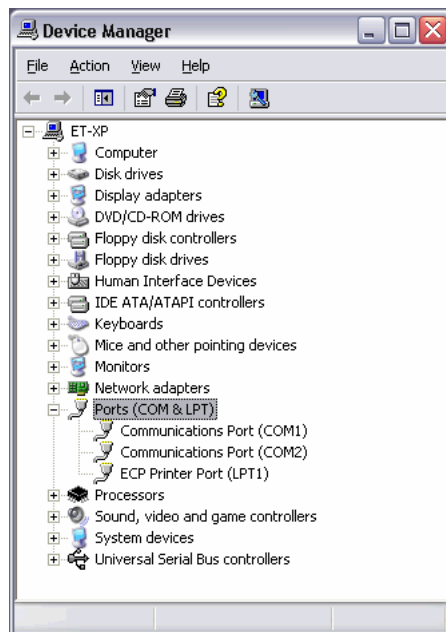 Device Manager
File Action View Help
ET-XP
Computer
Disk drives
Display adapters
DVD/CD-ROM drives
Floppy disk controllers
Floppy disk drives
Human Interface Devices
IDE ATA/ATAPI controllers
Keyboards
Mice and other pointing devices
Monitors
Network adapters
Ports (COM & LPT)
Communications Port (COM1)
Communications Port (COM2)
ECP Printer Port (LPT1)
Processors
Sound, video and game controllers
System devices
Universal Serial Bus controllers